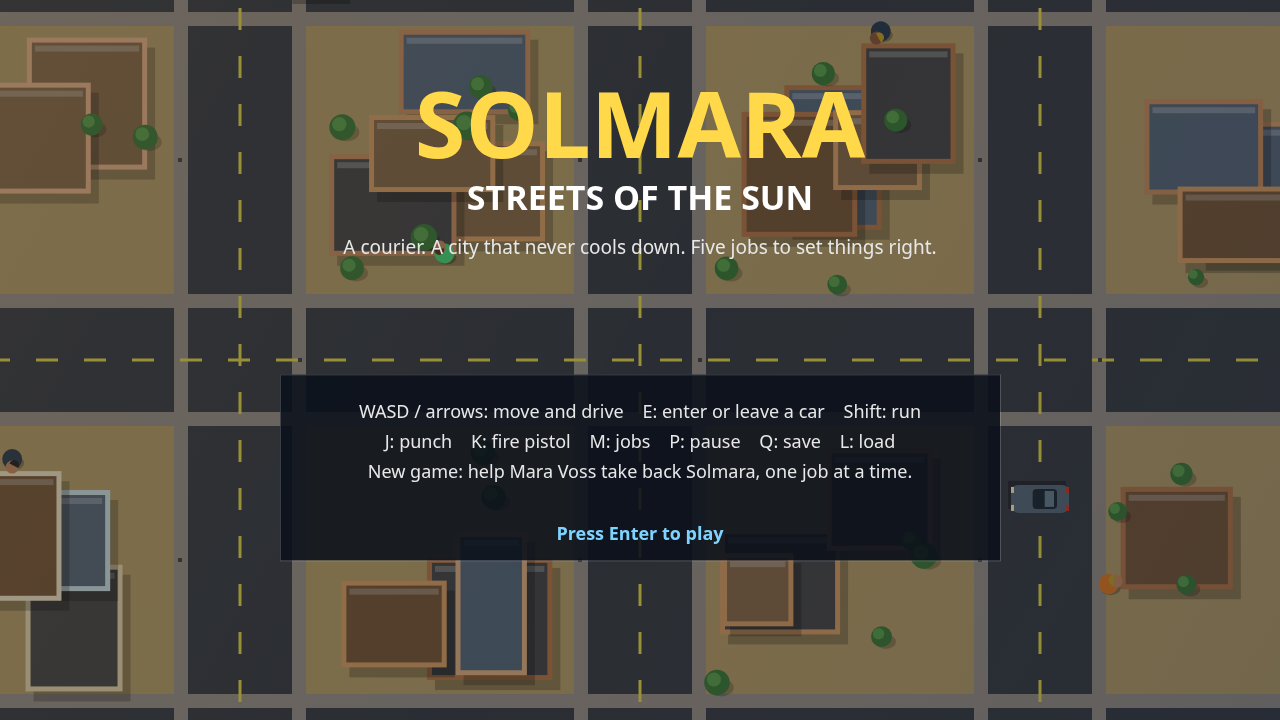 SOLMARA
STREETS OF THE SUN
A courier. A city that never cools down. Five jobs to set things right.
WASD / arrows: move and drive E: enter or leave a car Shift: run
J: punch K: fire pistol M: jobs P: pause Q: save L: load
New game: help Mara Voss take back Solmara, one job at a time.
Press Enter to play